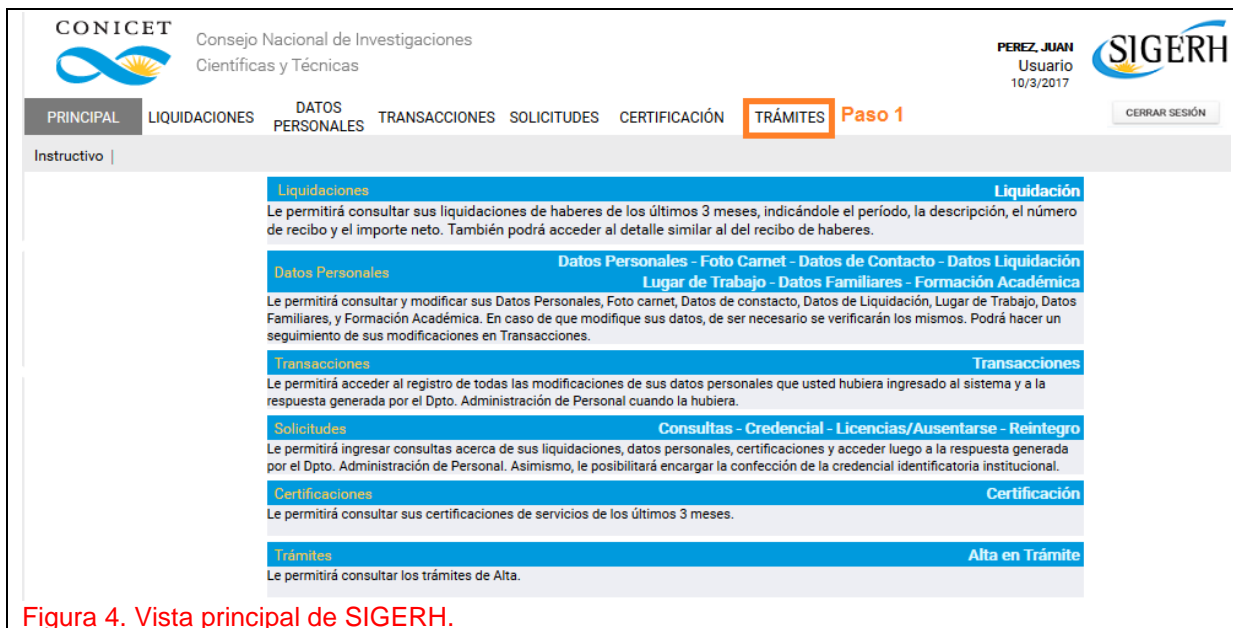 CONICET
Consejo Nacional de Investigaciones
Científicas y Técnicas
PEREZ, JUAN
Usuario
10/3/2017
SIGERH
PRINCIPAL LIQUIDACIONES DATOS PERSONALES TRANSACCIONES SOLICITUDES CERTIFICACIÓN TRÁMITES Paso 1 CERRAR SESIÓN
Instructivo |
Liquidaciones Liquidación
Le permitirá consultar sus liquidaciones de haberes de los últimos 3 meses, indicándole el período, la descripción, el número
de recibo y el importe neto. También podrá acceder al detalle similar al del recibo de haberes.
Datos Personales - Foto Carnet - Datos de Contacto - Datos Liquidación
Datos Personales
Lugar de Trabajo - Datos Familiares - Formación Académica
Le permitirá consultar y modificar sus Datos Personales, Foto carnet, Datos de constacto, Datos de Liquidación, Lugar de Trabajo, Datos
Familiares, y Formación Académica. En caso de que modifique sus datos, de ser necesario se verificarán los mismos. Podrá hacer un
seguimiento de sus modificaciones en Transacciones.
Transacciones Transacciones
Le permitirá acceder al registro de todas las modificaciones de sus datos personales que usted hubiera ingresado al sistema y a la
respuesta generada por el Dpto. Administración de Personal cuando la hubiera.
Solicitudes Consultas - Credencial - Licencias/Ausentarse - Reintegro
Le permitirá ingresar consultas acerca de sus liquidaciones, datos personales, certificaciones y acceder luego a la respuesta generada
por el Dpto. Administración de Personal. Asimismo, le posibilitará encargar la confección de la credencial identificatoria institucional.
Certificaciones Certificación
Le permitirá consultar sus certificaciones de servicios de los últimos 3 meses.
Trámites Alta en Trámite
Le permitirá consultar los trámites de Alta.
Figura 4. Vista principal de SIGERH.